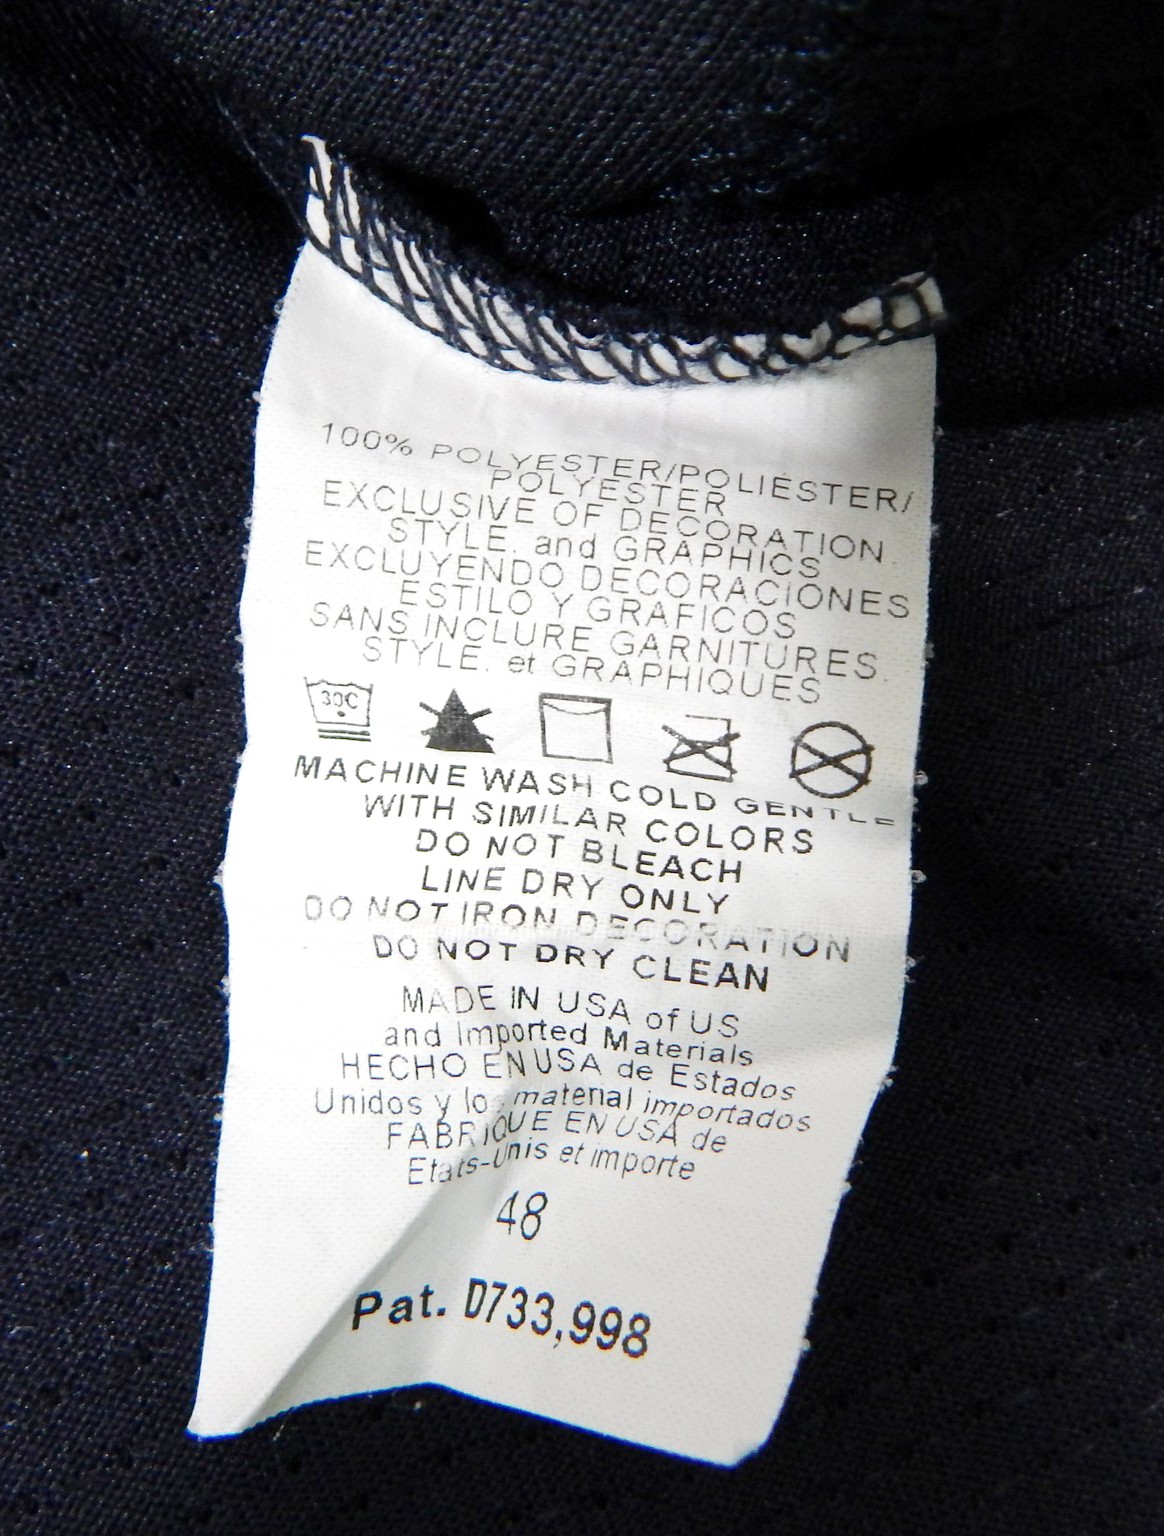 100% POLYESTER/POLIÉSTER/
POLYESTER
EXCLUSIVE OF DECORATION
STYLE. and GRAPHICS
EXCLUYENDO DECORACIONES
ESTILO Y GRAFICOS
SANS INCLURE GARNITURES.
STYLE. et GRAPHIQUES
30C
MACHINE WASH COLD GENTLE
WITH SIMILAR COLORS
DO NOT BLEACH
LINE DRY ONLY
DO NOT IRON DECORATION
DO NOT DRY CLEAN
MADE IN USA of US
and Imported Materials
HECHO EN USA de Estados
Unidos y lo material importados
FABRIQUE EN USA de
Etats-Unis et importe
48
Pat. D733,998